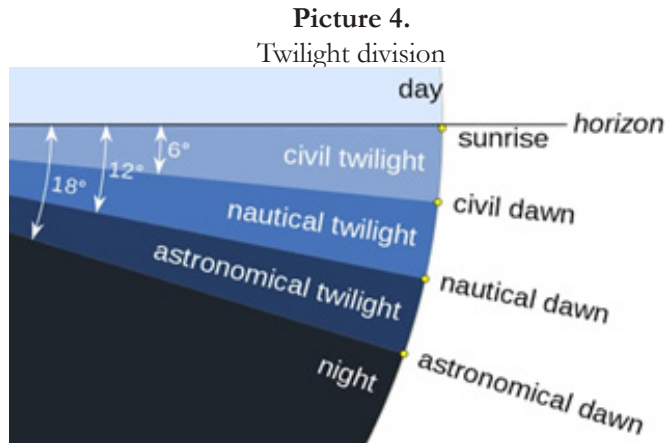 Picture 4.
Twilight division
day
horizon
sunrise
6°
civil twilight
12°
18°
civil dawn
nautical twilight
nautical dawn
astronomical twilight
astronomical dawn
night